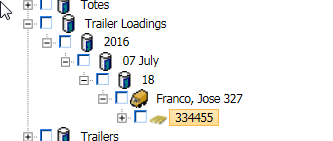 Totes
Trailer Loadings
2016
07 July
18
Franco, Jose 327
334455
Trailers